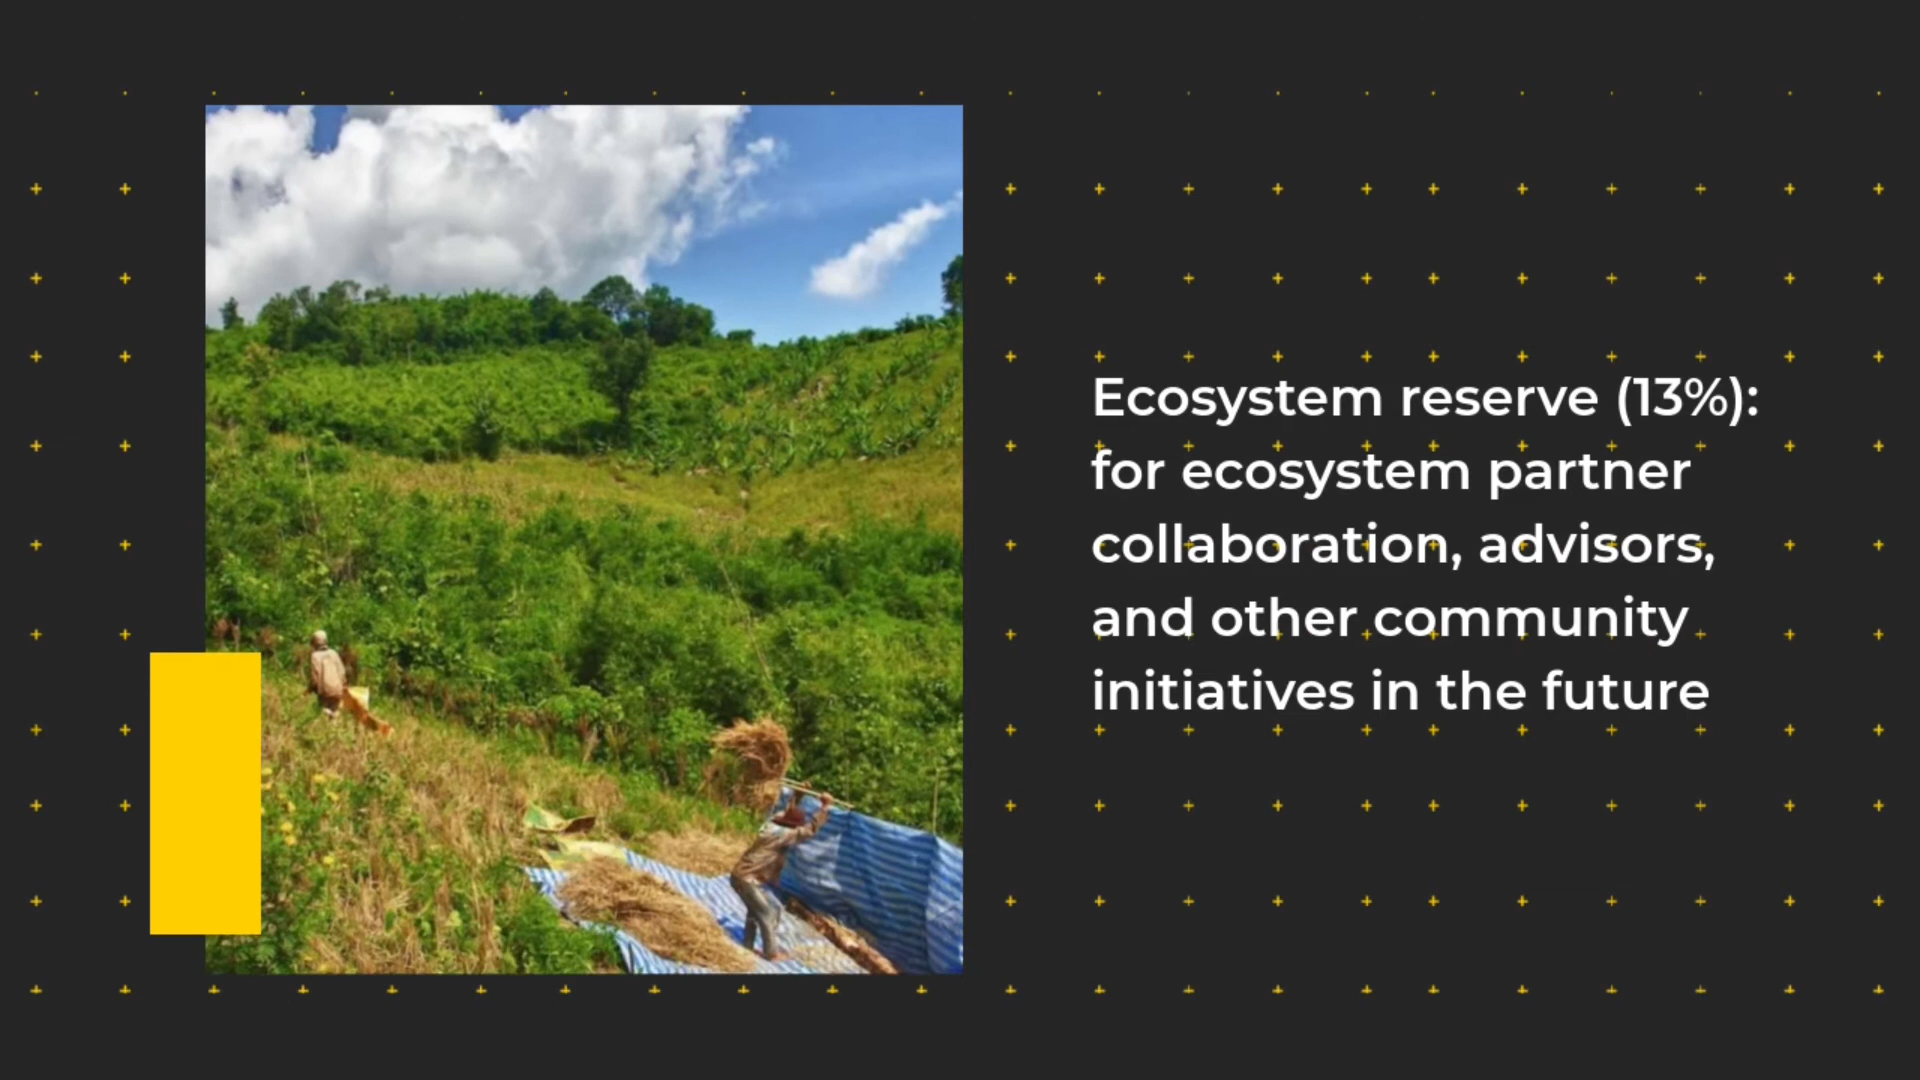 Ecosystem reserve (13%):
for ecosystem partner
collaboration, advisors,
and other community
initiatives in the future